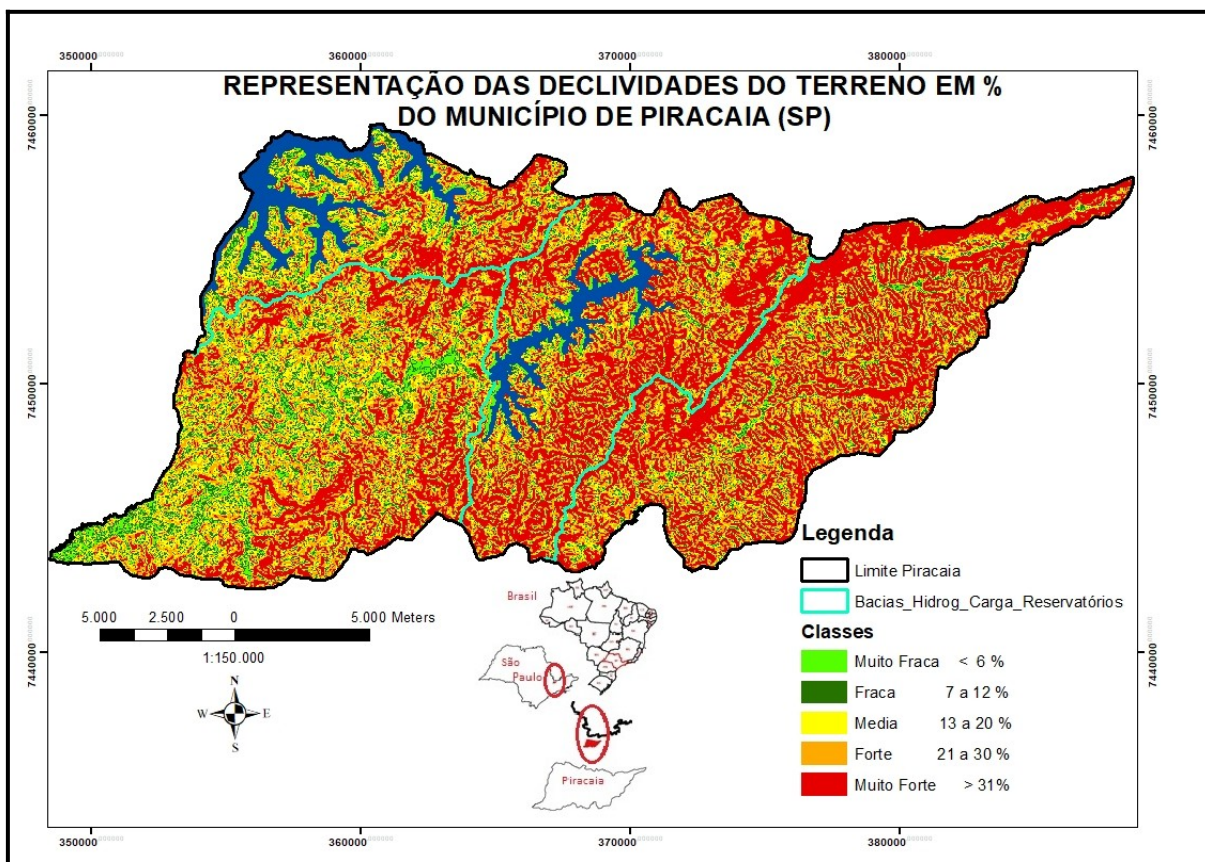 350000 360000 370000 380000
REPRESENTAÇÃO DAS DECLIVIDADES DO TERRENO EM %
DO MUNICÍPIO DE PIRACAIA (SP)
7460000 7460000
7450000 7450000
7440000 7440000
Legenda
Limite Piracaia
Bacias_Hidrog_Carga_Reservatórios
Classes
Muito Fraca < 6 %
Fraca 7 a 12 %
Media 13 a 20 %
Forte 21 a 30 %
Muito Forte > 31%
5.000 2.500 0 5.000 Meters
1:150.000
N
W E
S
Brasil
São
Paulo
Piracaia
350000 360000 370000 380000